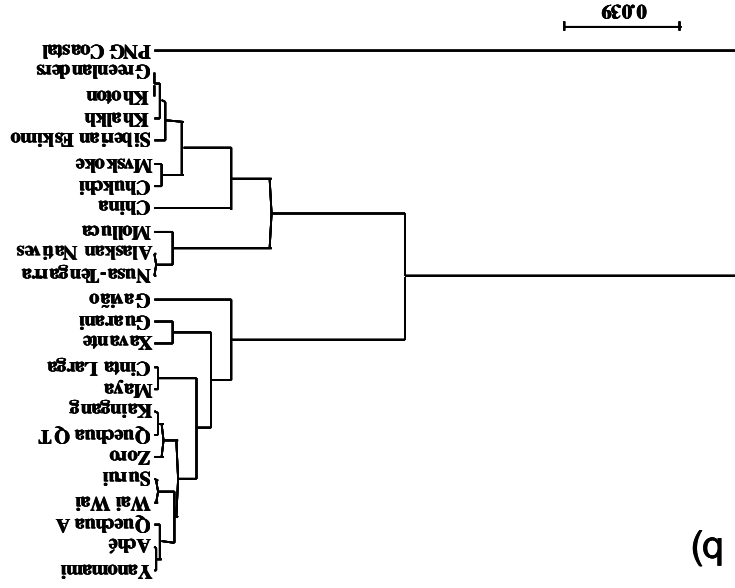 b)
Yanomami
Aché
Quechua A
Wai Wai
Surui
Zoro
Quechua QT
Kaingang
Maya
Cinta Larga
Xavante
Guarani
Gavião
Nusa-Tengarra
Alaskan Natives
Molluca
China
Chukchi
Mvskoke
Siberian Eskimo
Khalkh
Khoton
Greenlanders
PNG Coastal
0.039